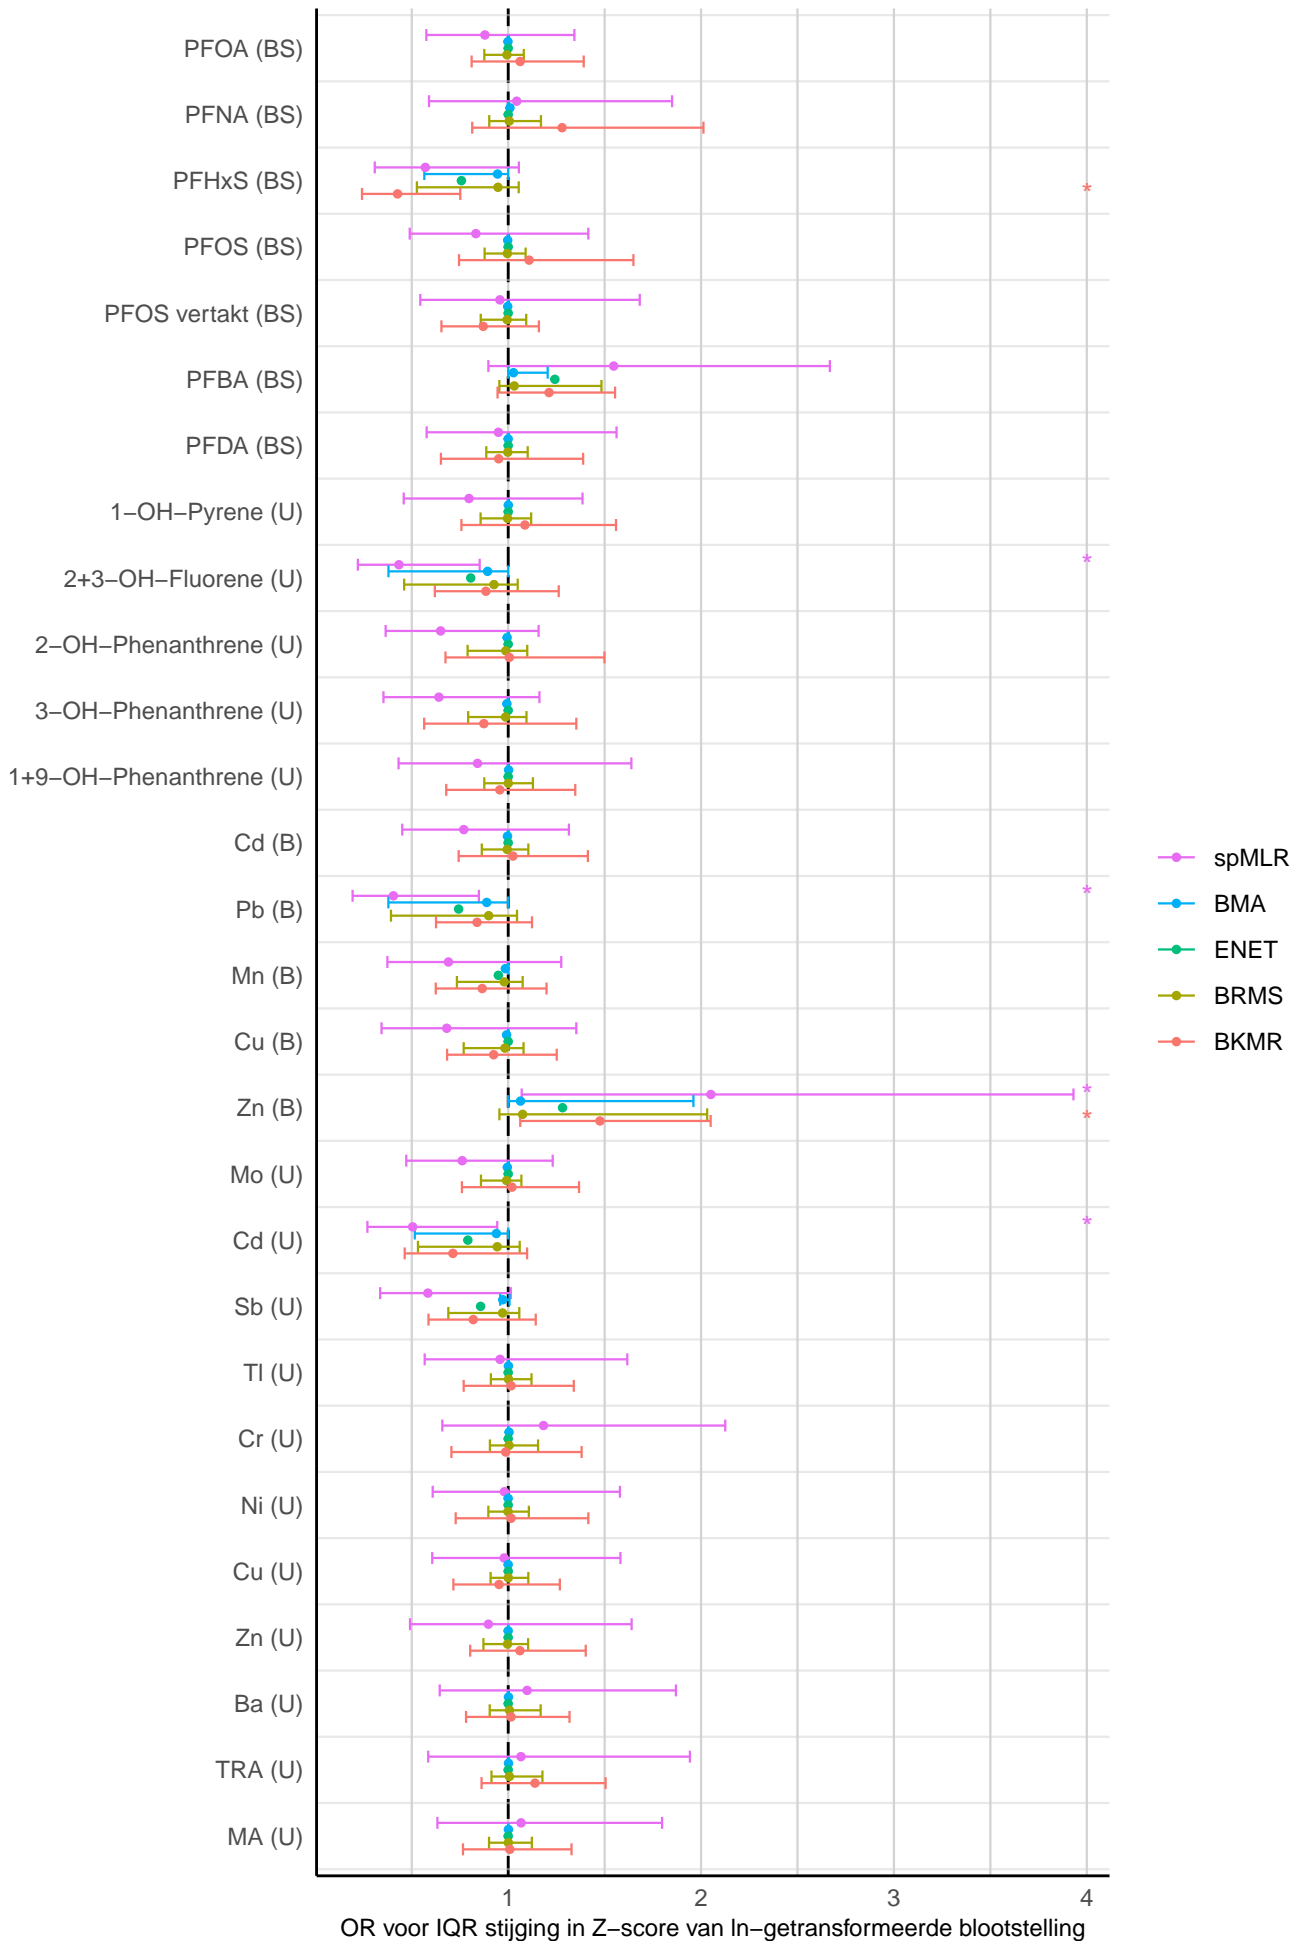 PFOA (BS)
PFNA (BS)
PFHxS (BS)
*
PFOS (BS)
PFOS vertakt (BS)
PFBA (BS)
PFDA (BS)
1−OH−Pyrene (U)
2+3−OH−Fluorene (U)
*
2−OH−Phenanthrene (U)
3−OH−Phenanthrene (U)
1+9−OH−Phenanthrene (U)
Cd (B)
Pb (B)
*
Mn (B)
Cu (B)
Zn (B)
*
*
Mo (U)
Cd (U)
*
Sb (U)
Tl (U)
Cr (U)
Ni (U)
Cu (U)
Zn (U)
Ba (U)
TRA (U)
MA (U)
1 2 3 4
OR voor IQR stijging in Z−score van ln−getransformeerde blootstelling
spMLR
BMA
ENET
BRMS
BKMR